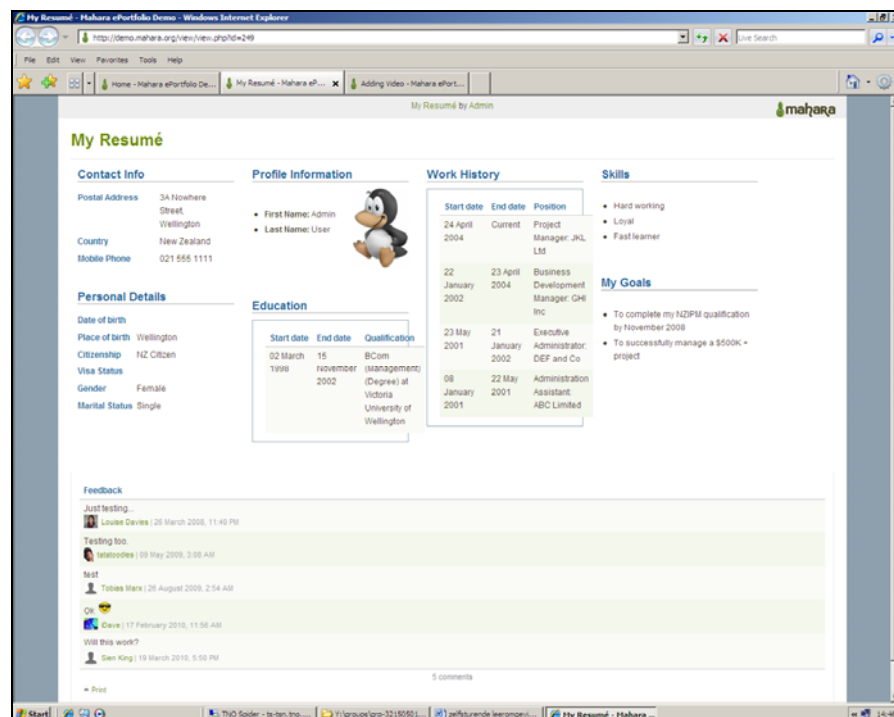 My Resumé - Mahara ePortfolio Demo - Windows Internet Explorer
http://demo.mahara.org/view/view.php?id=249
Live Search
File Edit View Favorites Tools Help
Home - Mahara ePortfolio De...
My Resumé - Mahara eP...
Adding Video - Mahara ePort...
My Resumé by Admin
mahara
My Resumé
Contact Info
Postal Address 3A Nowhere
Street,
Wellington
Country New Zealand
Mobile Phone 021 555 1111
Personal Details
Date of birth
Place of birth Wellington
Citizenship NZ Citizen
Visa Status
Gender Female
Marital Status Single
Profile Information
First Name: Admin
Last Name: User
Education
Start date End date Qualification
02 March 15 BCom
1998 November (Management)
2002 (Degree) at
Victoria
University of
Wellington
Work History
Start date End date Position
24 April Current Project
2004 Manager: JKL
Ltd
22 23 April Business
January 2004 Development
2002 Manager: GHI
Inc
23 May 21 Executive
2001 January Administrator:
2002 DEF and Co
08 22 May Administration
January 2001 Assistant:
2001 ABC Limited
Skills
Hard working
Loyal
Fast learner
My Goals
To complete my NZIPM qualification
by November 2008
To successfully manage a $500K +
project
Feedback
Just testing...
Louise Davies | 26 March 2008, 11:40 PM
Testing too.
tatatoodles | 09 May 2009, 3:08 AM
test
Tobias Marx | 26 August 2009, 2:54 AM
Ok
iDave | 17 February 2010, 11:56 AM
Will this work?
Sien King | 19 March 2010, 5:50 PM
5 comments
Print
Start
TNO Spider - ts-ten.tno....
zelfsturende leeromgevi...
My Resumé - Mahara ...